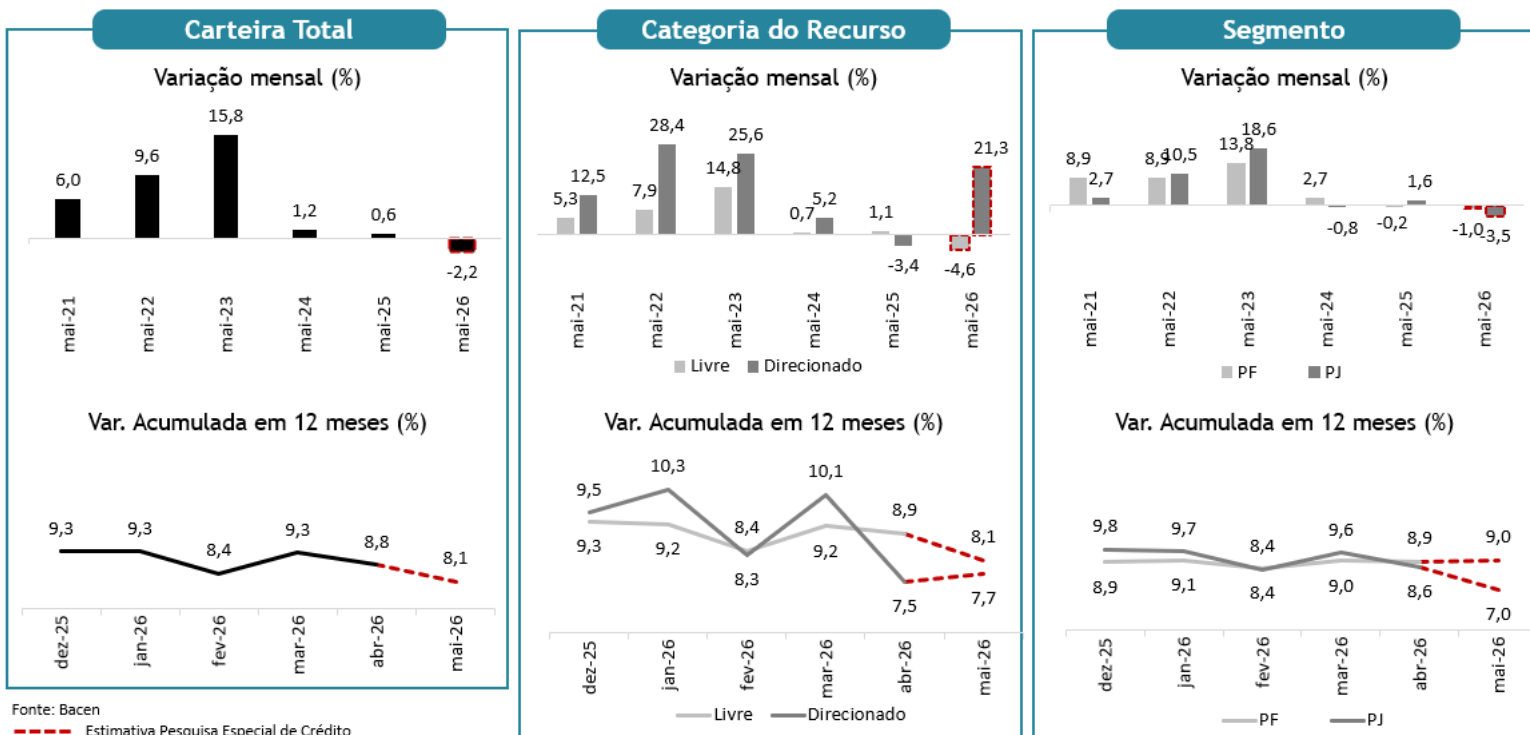 Carteira Total
Variação mensal (%)
6,0
9,6
15,8
1,2
0,6
-2,2
mai-21
mai-22
mai-23
mai-24
mai-25
mai-26
Var. Acumulada em 12 meses (%)
9,3
9,3
8,4
9,3
8,8
8,1
dez-25
jan-26
fev-26
mar-26
abr-26
mai-26
Fonte: Bacen
Estimativa Pesquisa Especial de Crédito
Categoria do Recurso
Variação mensal (%)
5,3
12,5
7,9
28,4
14,8
25,6
0,7
5,2
1,1
-3,4
-4,6
21,3
mai-21
mai-22
mai-23
mai-24
mai-25
mai-26
Livre
Direcionado
Var. Acumulada em 12 meses (%)
9,5
10,3
8,4
10,1
8,9
8,1
9,3
9,2
8,3
9,2
7,5
7,7
dez-25
jan-26
fev-26
mar-26
abr-26
mai-26
Livre
Direcionado
Segmento
Variação mensal (%)
8,9
2,7
8,9
10,5
13,8
18,6
2,7
-0,8
-0,2
1,6
-1,0
-3,5
mai-21
mai-22
mai-23
mai-24
mai-25
mai-26
PF
PJ
Var. Acumulada em 12 meses (%)
9,8
9,7
8,4
9,6
8,9
9,0
8,9
9,1
8,4
9,0
8,6
7,0
dez-25
jan-26
fev-26
mar-26
abr-26
mai-26
PF
PJ